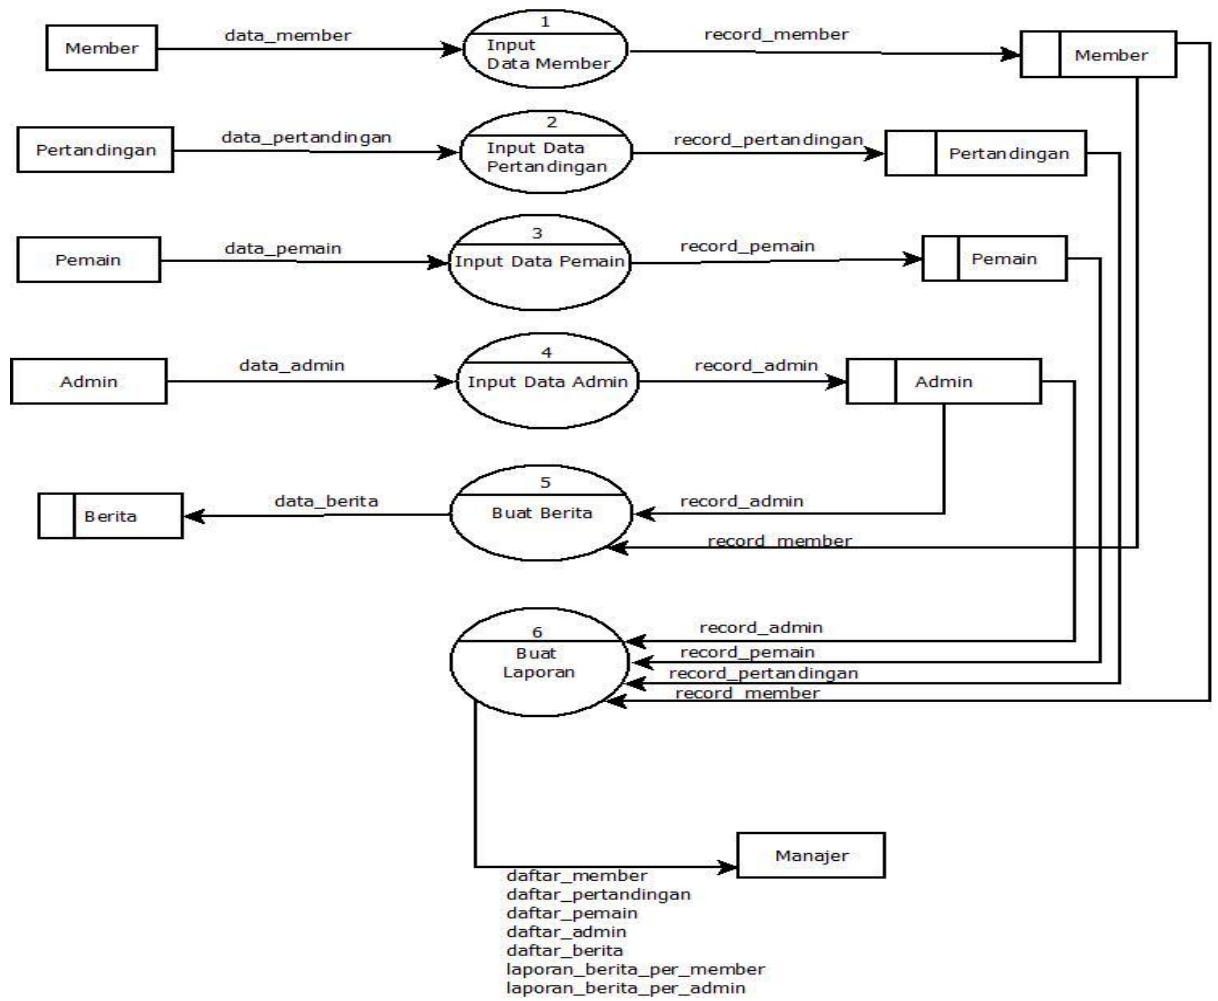 1
Member
data_member
Input
Data Member
record_member
Member
2
Pertandingan
data_pertandingan
Input Data
Pertandingan
record_pertandingan
Pertandingan
3
Pemain
data_pemain
Input Data Pemain
record_pemain
Pemain
4
Admin
data_admin
Input Data Admin
record_admin
Admin
5
Berita
data_berita
Buat Berita
record_admin
record_member
6
Buat
Laporan
record_admin
record_pemain
record_pertandingan
record_member
Manajer
daftar_member
daftar_pertandingan
daftar_pemain
daftar_admin
daftar_berita
laporan_berita_per_member
laporan_berita_per_admin